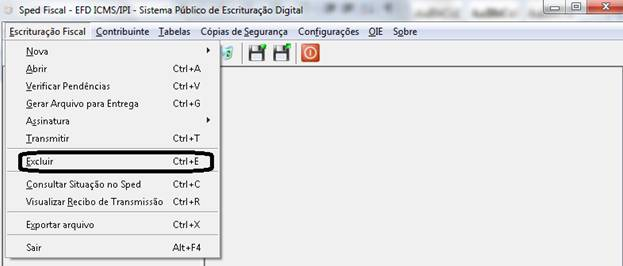 Sped Fiscal - EFD ICMS/IPI - Sistema Público de Escrituração Digital
Escrituração Fiscal Contribuinte Tabelas Cópias de Segurança Configurações QIE Sobre
Nova
Abrir Ctrl+A
Verificar Pendências Ctrl+V
Gerar Arquivo para Entrega Ctrl+G
Assinatura
Transmitir Ctrl+T
Excluir Ctrl+E
Consultar Situação no Sped Ctrl+C
Visualizar Recibo de Transmissão Ctrl+R
Exportar arquivo Ctrl+X
Sair Alt+F4